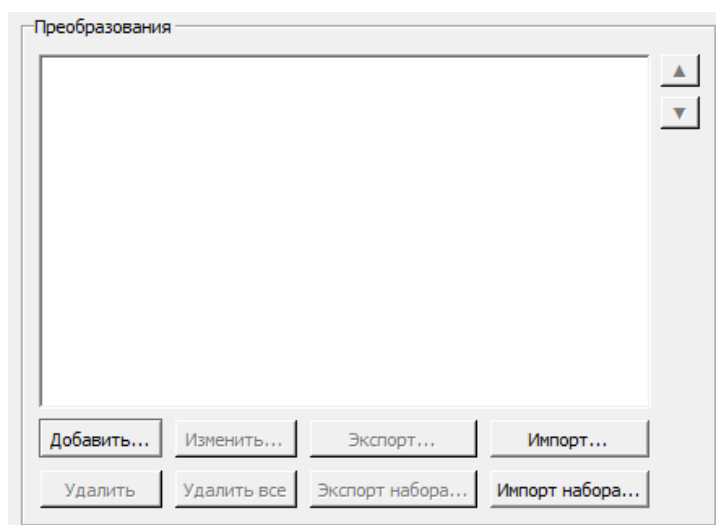 Преобразования
Добавить... Изменить... Экспорт... Импорт...
Удалить Удалить все Экспорт набора... Импорт набора...